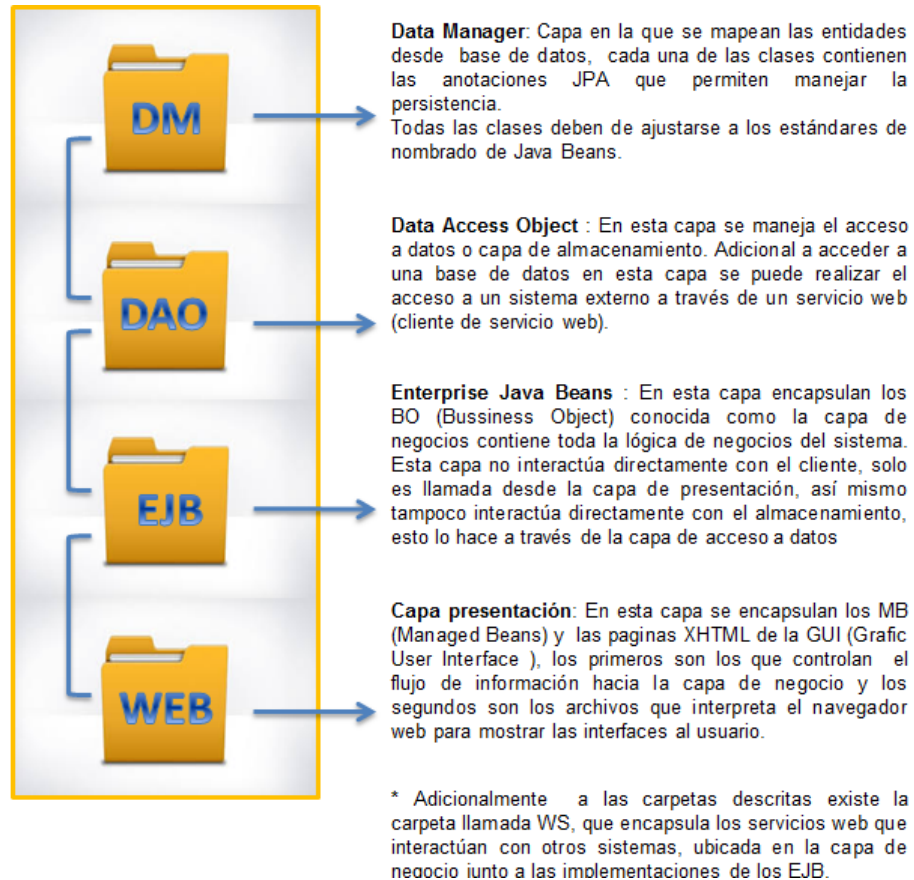 DM
Data Manager: Capa en la que se mapean las entidades
desde base de datos, cada una de las clases contienen
las anotaciones JPA que permiten manejar la
persistencia.
Todas las clases deben de ajustarse a los estándares de
nombrado de Java Beans.
DAO
Data Access Object : En esta capa se maneja el acceso
a datos o capa de almacenamiento. Adicional a acceder a
una base de datos en esta capa se puede realizar el
acceso a un sistema externo a través de un servicio web
(cliente de servicio web).
EJB
Enterprise Java Beans : En esta capa encapsulan los
BO (Bussiness Object) conocida como la capa de
negocios contiene toda la lógica de negocios del sistema.
Esta capa no interactúa directamente con el cliente, solo
es llamada desde la capa de presentación, así mismo
tampoco interactúa directamente con el almacenamiento,
esto lo hace a través de la capa de acceso a datos
WEB
Capa presentación: En esta capa se encapsulan los MB
(Managed Beans) y las paginas XHTML de la GUI (Grafic
User Interface ), los primeros son los que controlan el
flujo de información hacia la capa de negocio y los
segundos son los archivos que interpreta el navegador
web para mostrar las interfaces al usuario.
* Adicionalmente a las carpetas descritas existe la
carpeta llamada WS, que encapsula los servicios web que
interactúan con otros sistemas, ubicada en la capa de
negocio junto a las implementaciones de los EJB.